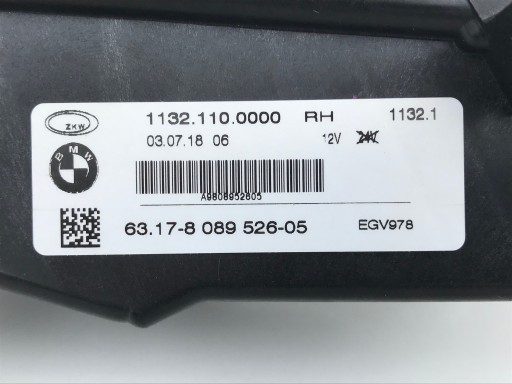 ZKW 1132.110.0000 RH 1132.1
03.07.18 06 12V
BMW
A9808952605
63.17-8 089 526-05 EGV978